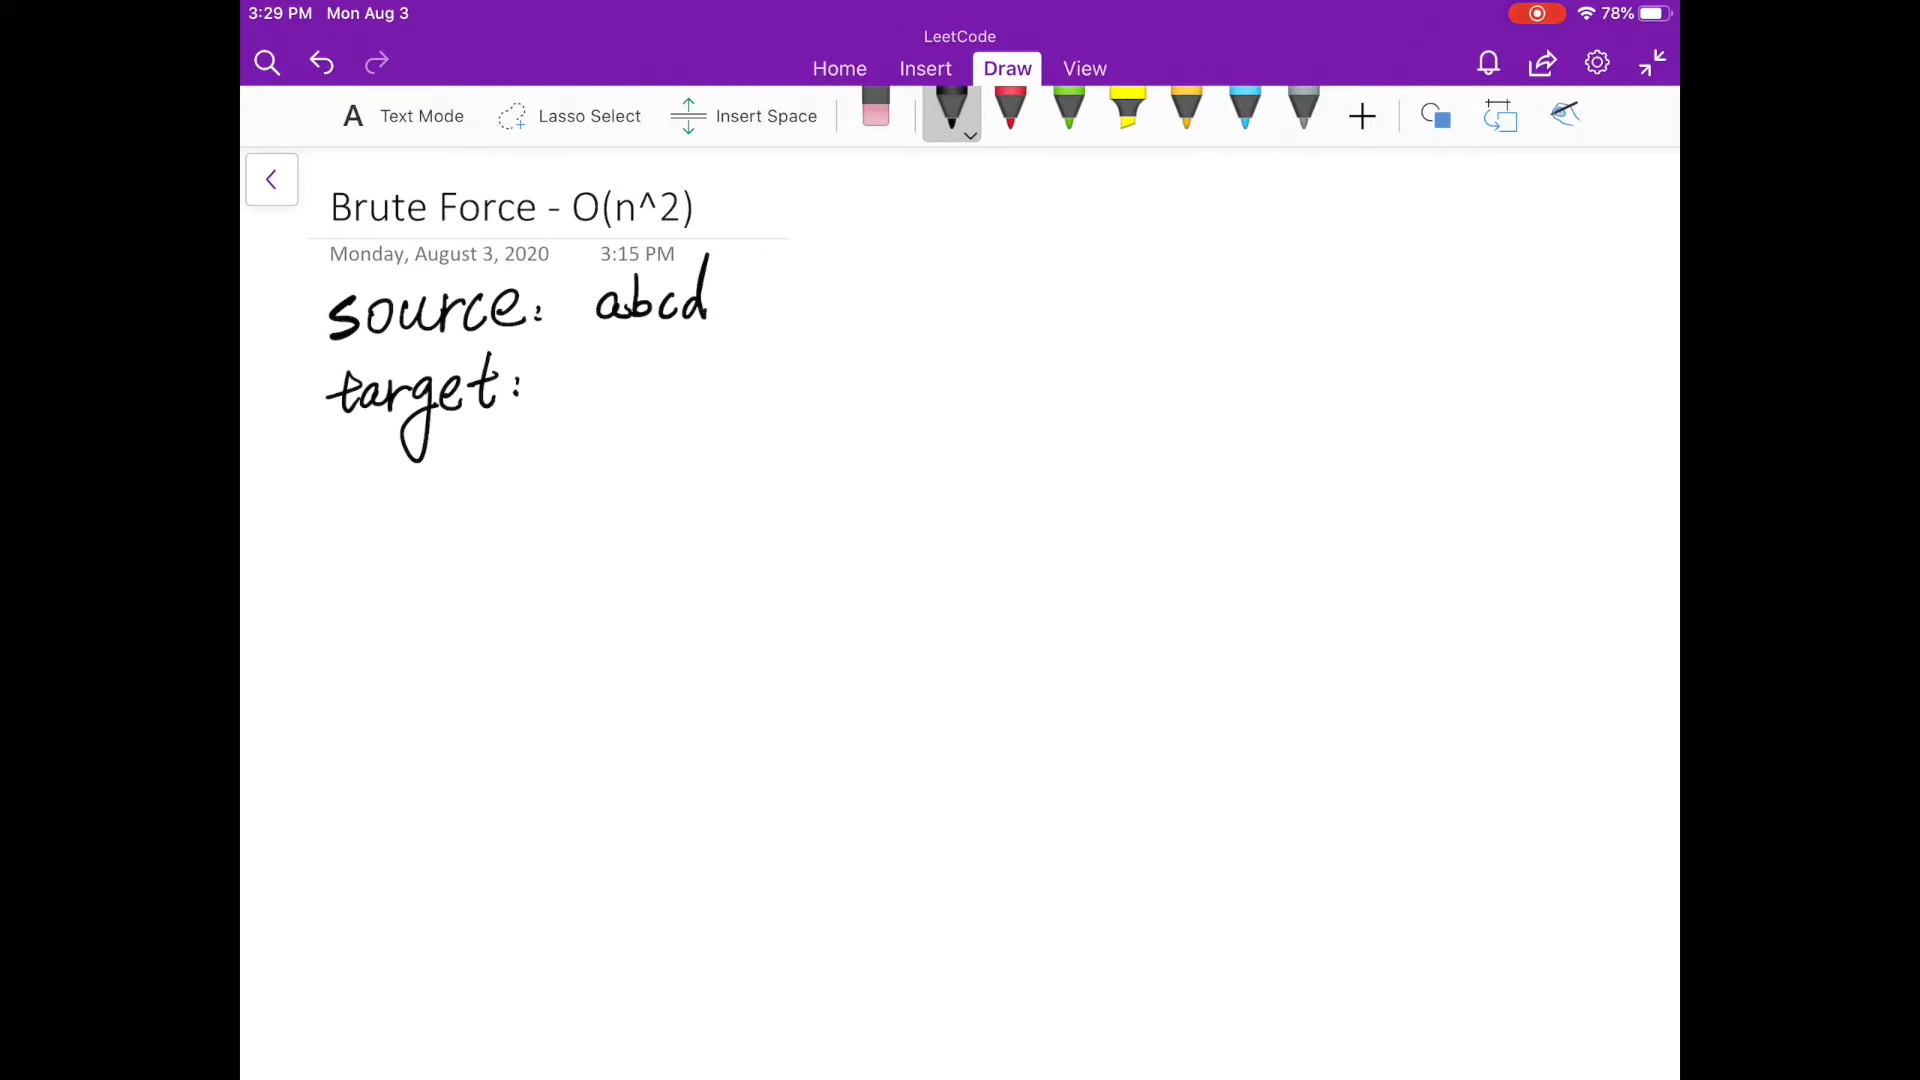 3:29 PM Mon Aug 3
78%
LeetCode
Home Insert Draw View
A Text Mode Lasso Select Insert Space
Brute Force - O(n^2)
Monday, August 3, 2020 3:15 PM
source: abcd
target: